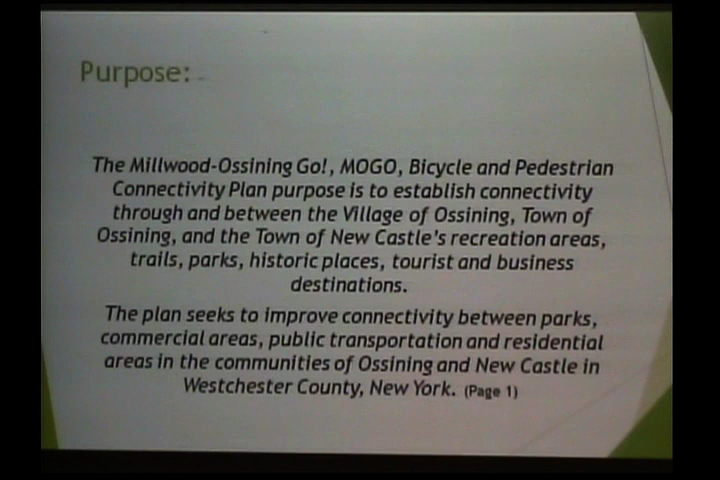 Purpose:
The Millwood-Ossining Go!, MOGO, Bicycle and Pedestrian
Connectivity Plan purpose is to establish connectivity
through and between the Village of Ossining, Town of
Ossining, and the Town of New Castle's recreation areas,
trails, parks, historic places, tourist and business
destinations.
The plan seeks to improve connectivity between parks,
commercial areas, public transportation and residential
areas in the communities of Ossining and New Castle in
Westchester County, New York. (Page 1)